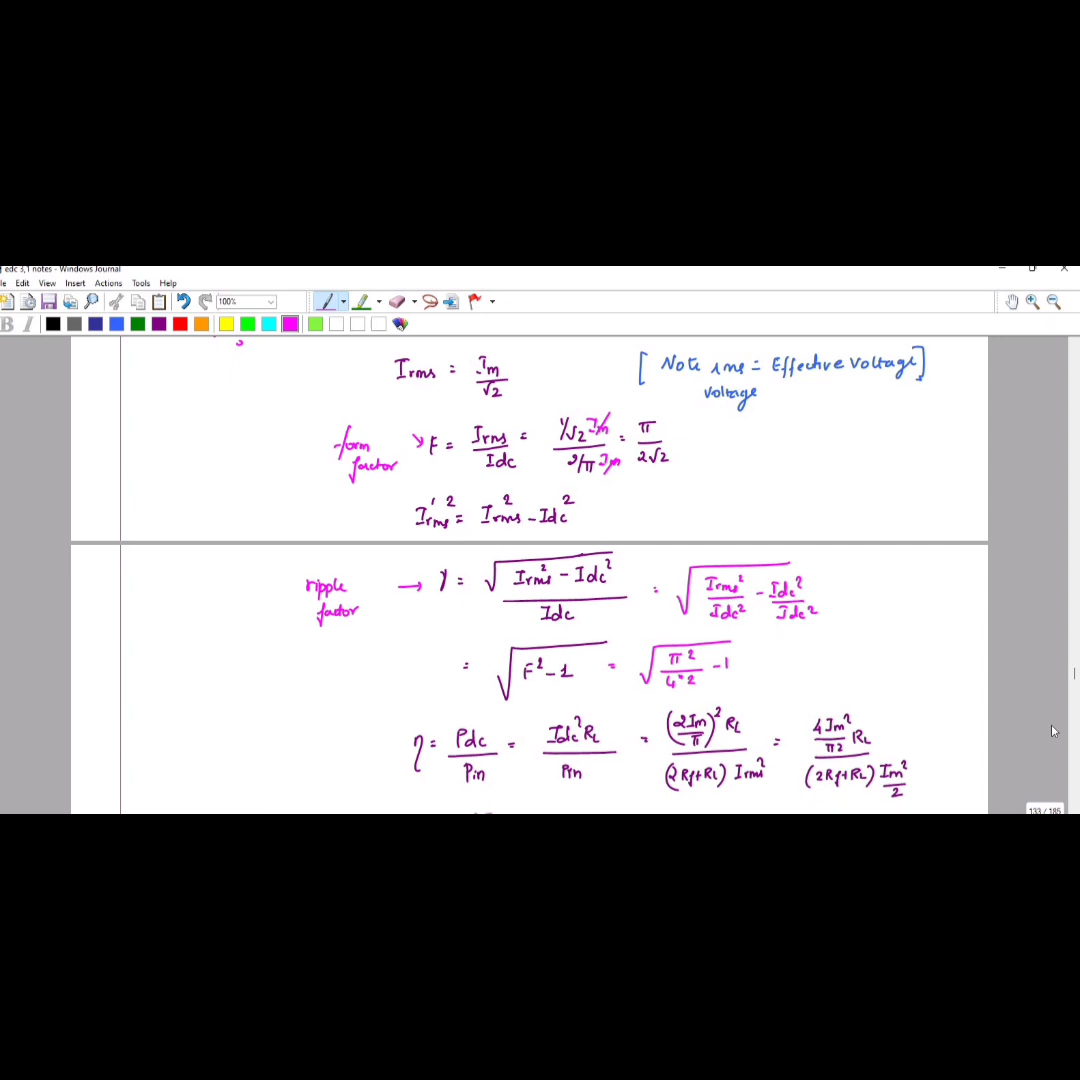 edc 3,1 notes - Windows Journal
le Edit View Insert Actions Tools Help
100%
B I
Irms = Im/√2
[Note rms = Effective Voltage]
voltage
form factor → F = Irms/Idc = (1/√2 Im)/(2/π Im) = π/2√2
I'rms² = Irms² - Idc²
ripple factor → γ = √(Irms² - Idc²)/Idc = √(Irms²/Idc² - Idc²/Idc²)
= √(F² - 1) = √(π²/4*2 - 1)
η = Pdc/Pin = Idc² RL/Pin = (2Im/π)² RL/(2Rf+RL) Irms² = 4Im²/π² RL/(2Rf+RL) Im²/2
133 / 185